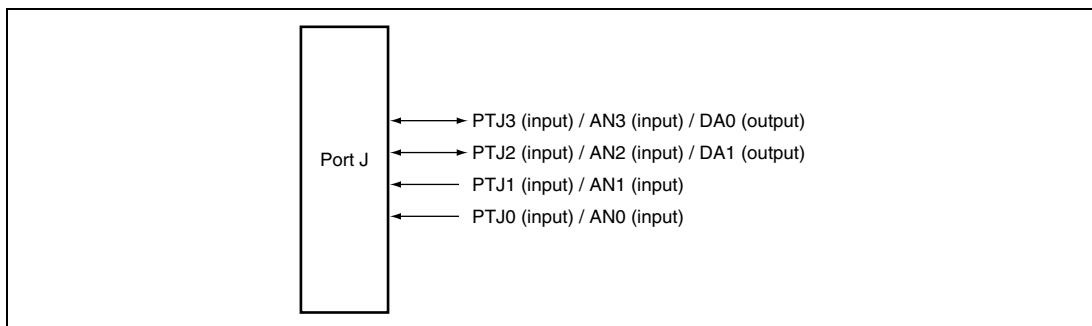 Port J
PTJ3 (input) / AN3 (input) / DA0 (output)
PTJ2 (input) / AN2 (input) / DA1 (output)
PTJ1 (input) / AN1 (input)
PTJ0 (input) / AN0 (input)